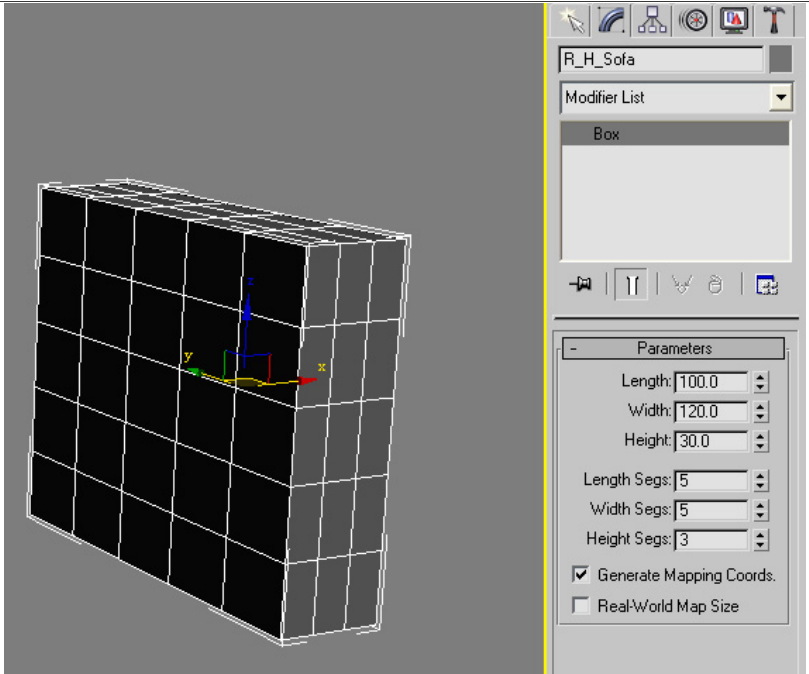 R_H_Sofa
Modifier List
Box
z
y
x
- Parameters
Length: 100.0
Width: 120.0
Height: 30.0
Length Segs: 5
Width Segs: 5
Height Segs: 3
Generate Mapping Coords.
Real-World Map Size